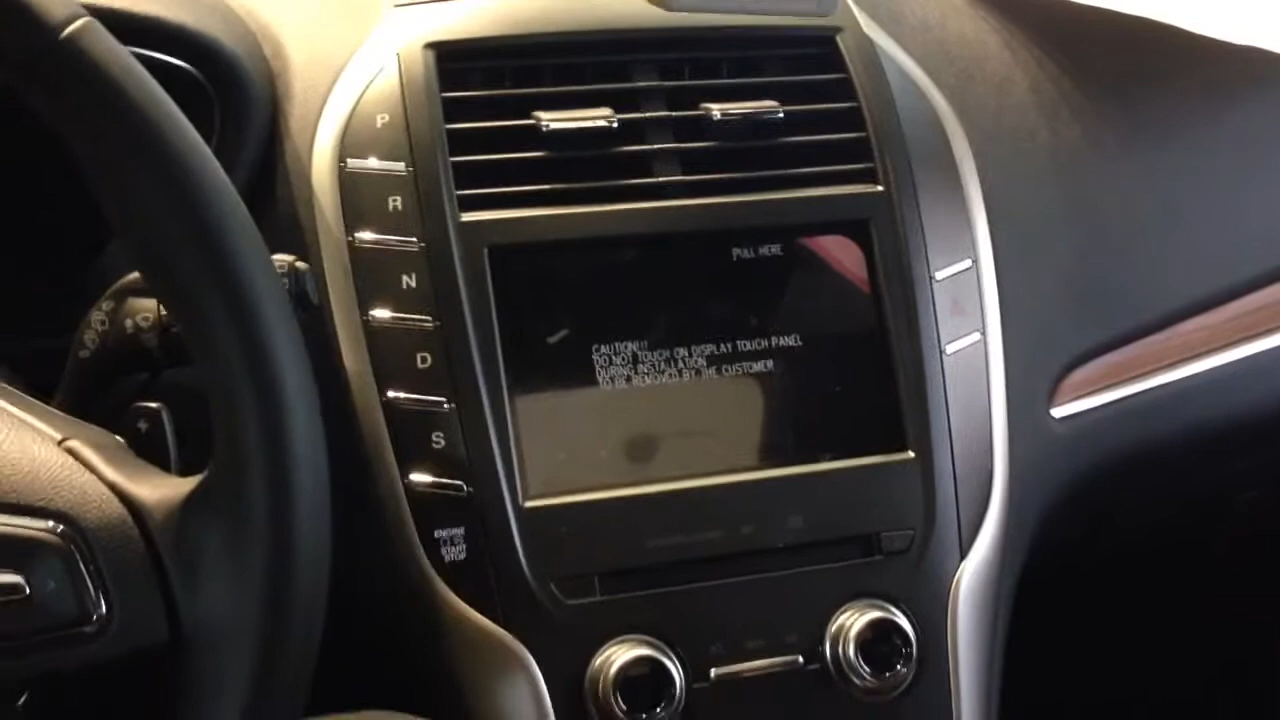 P
R
N
D
S
ENGINE
START
STOP
PULL HERE
CAUTION!!!
DO NOT TOUCH ON DISPLAY TOUCH PANEL
DURING INSTALLATION
TO BE REMOVED BY THE CUSTOMER